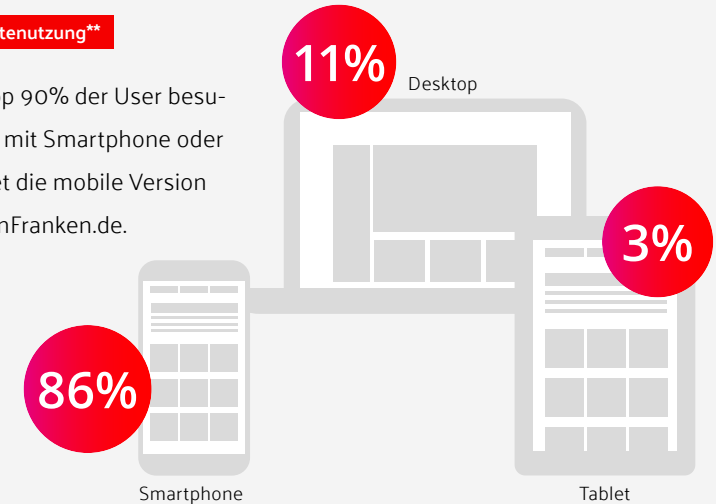 tenutzung**
p 90% der User besu-
mit Smartphone oder
t die mobile Version
nFranken.de.
11%
Desktop
3%
86%
Smartphone
Tablet